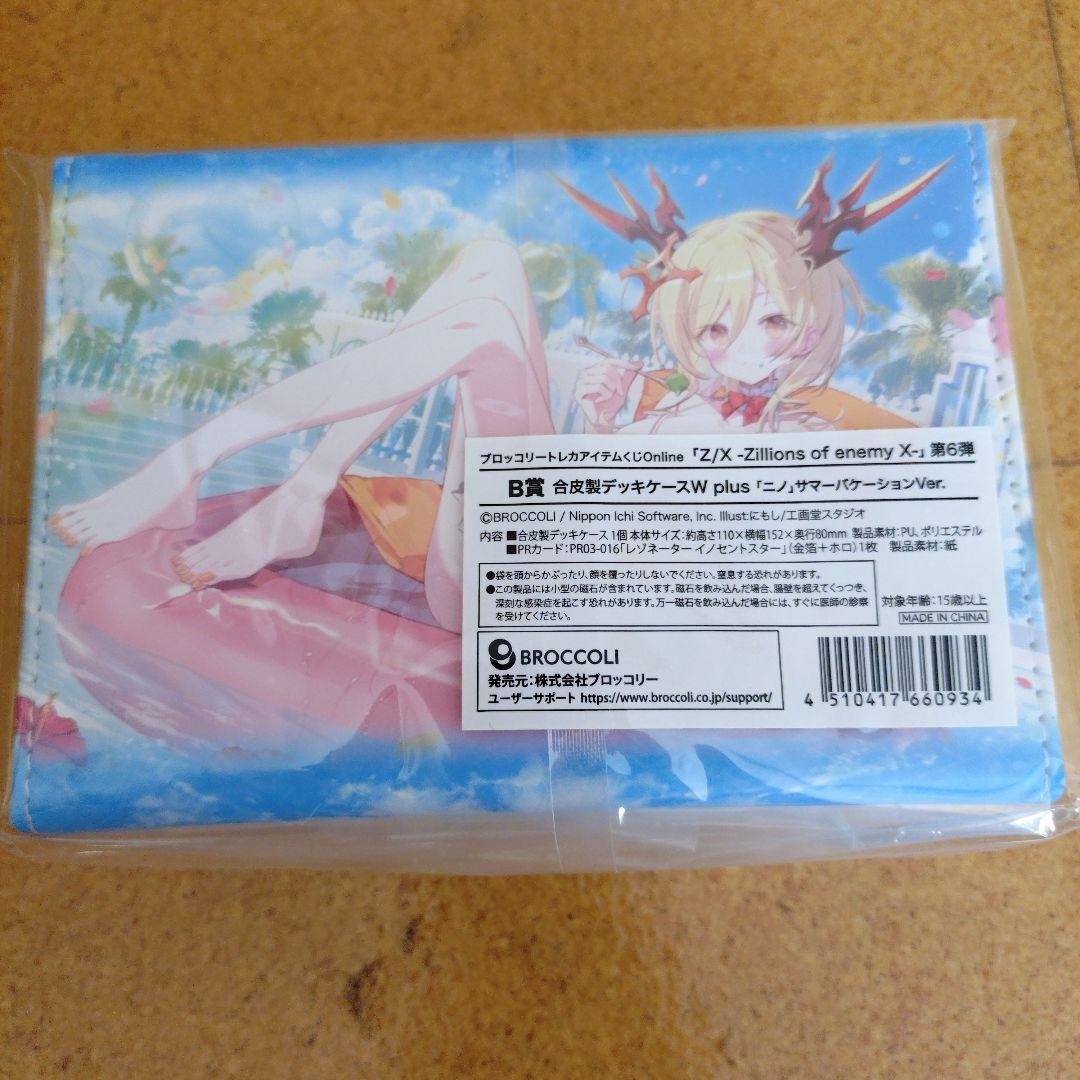 ブロッコリートレカアイテムくじOnline 「Z/X -Zillions of enemy X-」 第6弾
B賞 合皮製デッキケースW plus 「ニノ」サマーバケーションVer.
©BROCCOLI / Nippon Ichi Software, Inc. Illust:にもし/工画堂スタジオ
内容 ■合皮製デッキケース 1個 本体サイズ:約高さ110×横幅152×奥行80mm 製品素材:PU、ポリエステル
■PRカード:PR03-016「レゾネーター イノセントスター」(金箔+ホロ)1枚 製品素材:紙
●袋を頭からかぶったり、顔を覆ったりしないでください。窒息する恐れがあります。
●この製品には小型の磁石が含まれています。磁石を飲み込んだ場合、腸壁を超えてくっつき、
深刻な感染症を起こす恐れがあります。万一磁石を飲み込んだ場合には、すぐに医師の診察
を受けてください。
対象年齢:15歳以上
MADE IN CHINA
BROCCOLI
発売元:株式会社ブロッコリー
ユーザーサポート https://www.broccoli.co.jp/support/
4 510417 660934